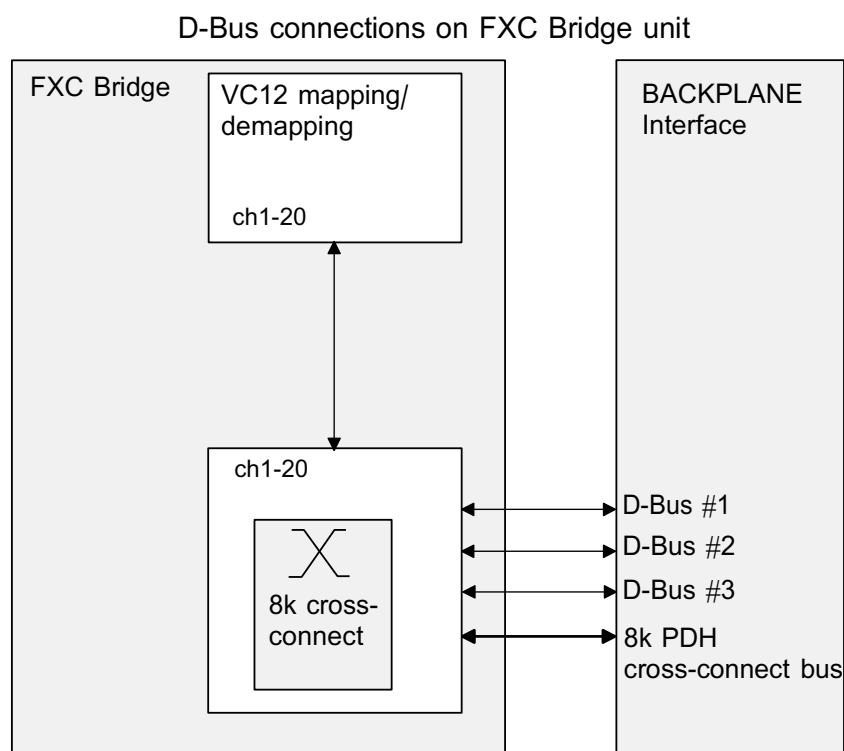 D-Bus connections on FXC Bridge unit
FXC Bridge
VC12 mapping/
demapping
ch1-20
BACKPLANE
Interface
ch1-20
8k cross-
connect
D-Bus #1
D-Bus #2
D-Bus #3
8k PDH
cross-connect bus